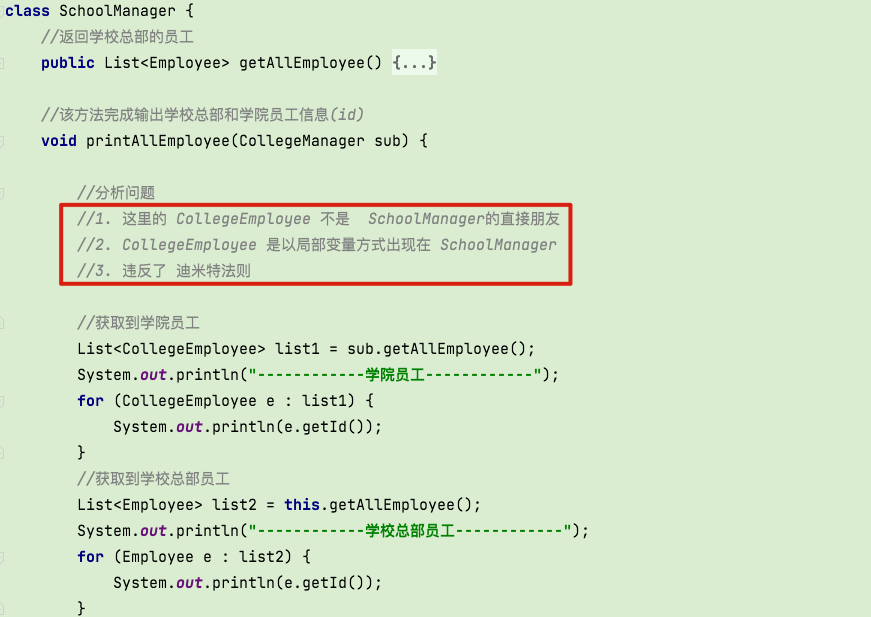 class SchoolManager {
//返回学校总部的员工
public List<Employee> getAllEmployee() {...}
//该方法完成输出学校总部和学院员工信息(id)
void printAllEmployee(CollegeManager sub) {
//分析问题
//1. 这里的 CollegeEmployee 不是  SchoolManager的直接朋友
//2. CollegeEmployee 是以局部变量方式出现在 SchoolManager
//3. 违反了 迪米特法则
//获取到学院员工
List<CollegeEmployee> list1 = sub.getAllEmployee();
System.out.println("------------学院员工------------");
for (CollegeEmployee e : list1) {
System.out.println(e.getId());
}
//获取到学校总部员工
List<Employee> list2 = this.getAllEmployee();
System.out.println("------------学校总部员工------------");
for (Employee e : list2) {
System.out.println(e.getId());
}